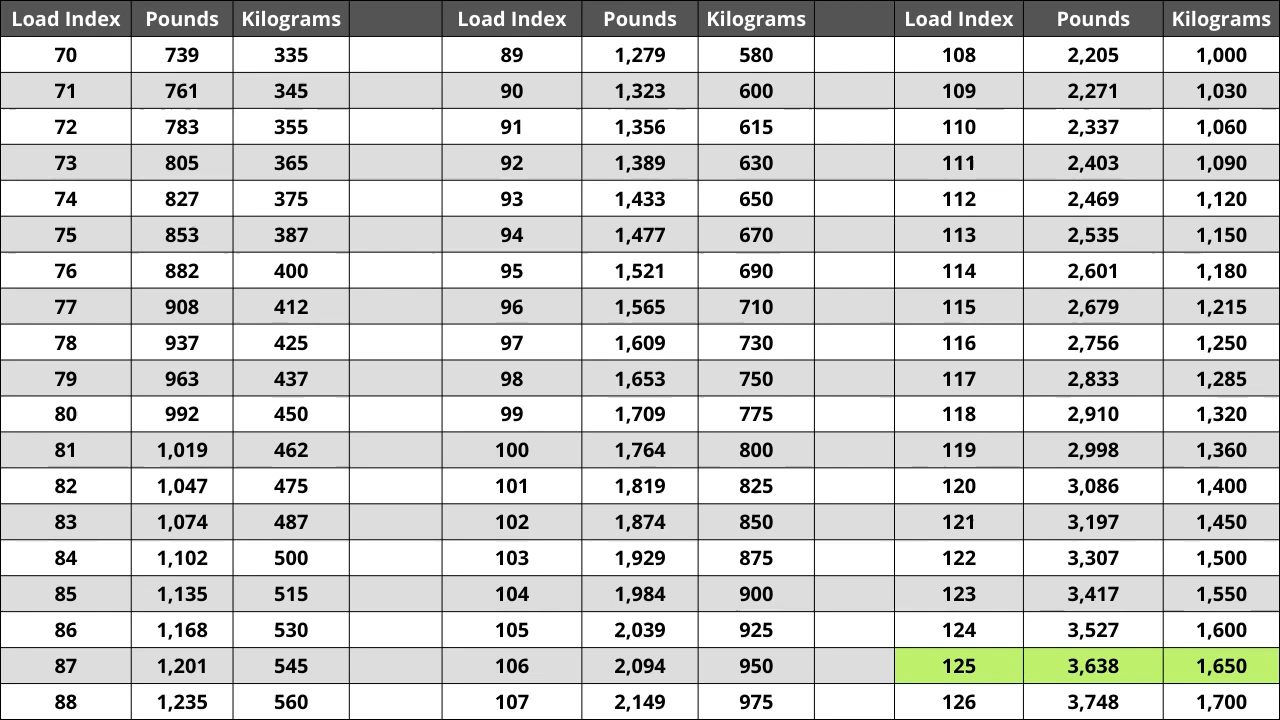 Load Index Pounds Kilograms Load Index Pounds Kilograms Load Index Pounds Kilograms
70 739 335 89 1,279 580 108 2,205 1,000
71 761 345 90 1,323 600 109 2,271 1,030
72 783 355 91 1,356 615 110 2,337 1,060
73 805 365 92 1,389 630 111 2,403 1,090
74 827 375 93 1,433 650 112 2,469 1,120
75 853 387 94 1,477 670 113 2,535 1,150
76 882 400 95 1,521 690 114 2,601 1,180
77 908 412 96 1,565 710 115 2,679 1,215
78 937 425 97 1,609 730 116 2,756 1,250
79 963 437 98 1,653 750 117 2,833 1,285
80 992 450 99 1,709 775 118 2,910 1,320
81 1,019 462 100 1,764 800 119 2,998 1,360
82 1,047 475 101 1,819 825 120 3,086 1,400
83 1,074 487 102 1,874 850 121 3,197 1,450
84 1,102 500 103 1,929 875 122 3,307 1,500
85 1,135 515 104 1,984 900 123 3,417 1,550
86 1,168 530 105 2,039 925 124 3,527 1,600
87 1,201 545 106 2,094 950 125 3,638 1,650
88 1,235 560 107 2,149 975 126 3,748 1,700